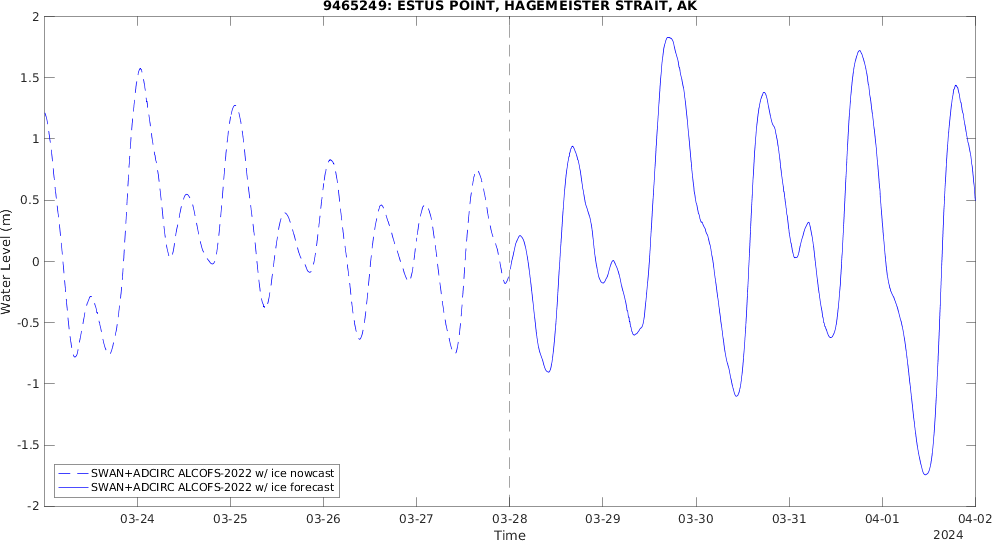 9465249: ESTUS POINT, HAGEMEISTER STRAIT, AK
2
1.5
1
0.5
0
-0.5
-1
-1.5
-2
Water Level (m)
SWAN+ADCIRC ALCOFS-2022 w/ ice nowcast
SWAN+ADCIRC ALCOFS-2022 w/ ice forecast
03-24 03-25 03-26 03-27 03-28 03-29 03-30 03-31 04-01 04-02
Time
2024